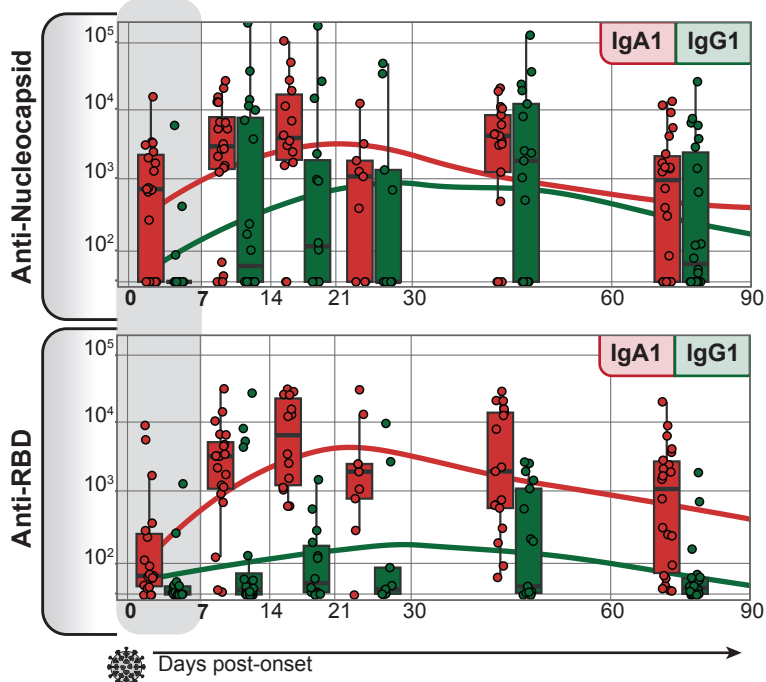 Anti-Nucleocapsid
10⁵
10⁴
10³
10²
IgA1 IgG1
0 7 14 21 30 60 90
Anti-RBD
10⁵
10⁴
10³
10²
IgA1 IgG1
0 7 14 21 30 60 90
Days post-onset